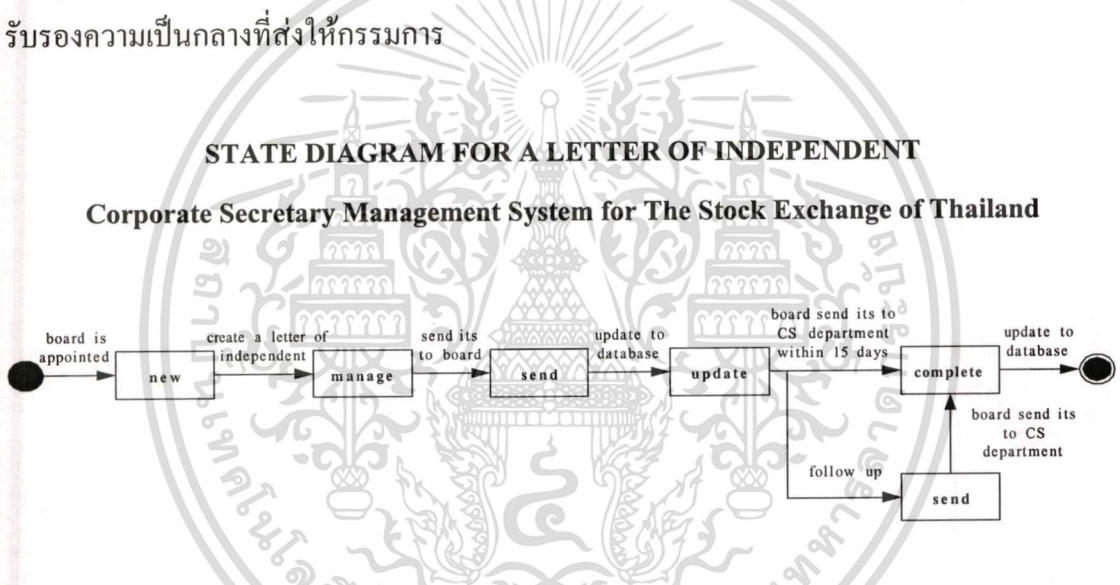 รับรองความเป็นกลางที่ส่งให้กรรมการ
STATE DIAGRAM FOR A LETTER OF INDEPENDENT
Corporate Secretary Management System for The Stock Exchange of Thailand
board is
appointed
new
create a letter of
independent
manage
send its
to board
send
update to
database
update
board send its to
CS department
within 15 days
complete
update to
database
follow up
send
board send its
to CS
department